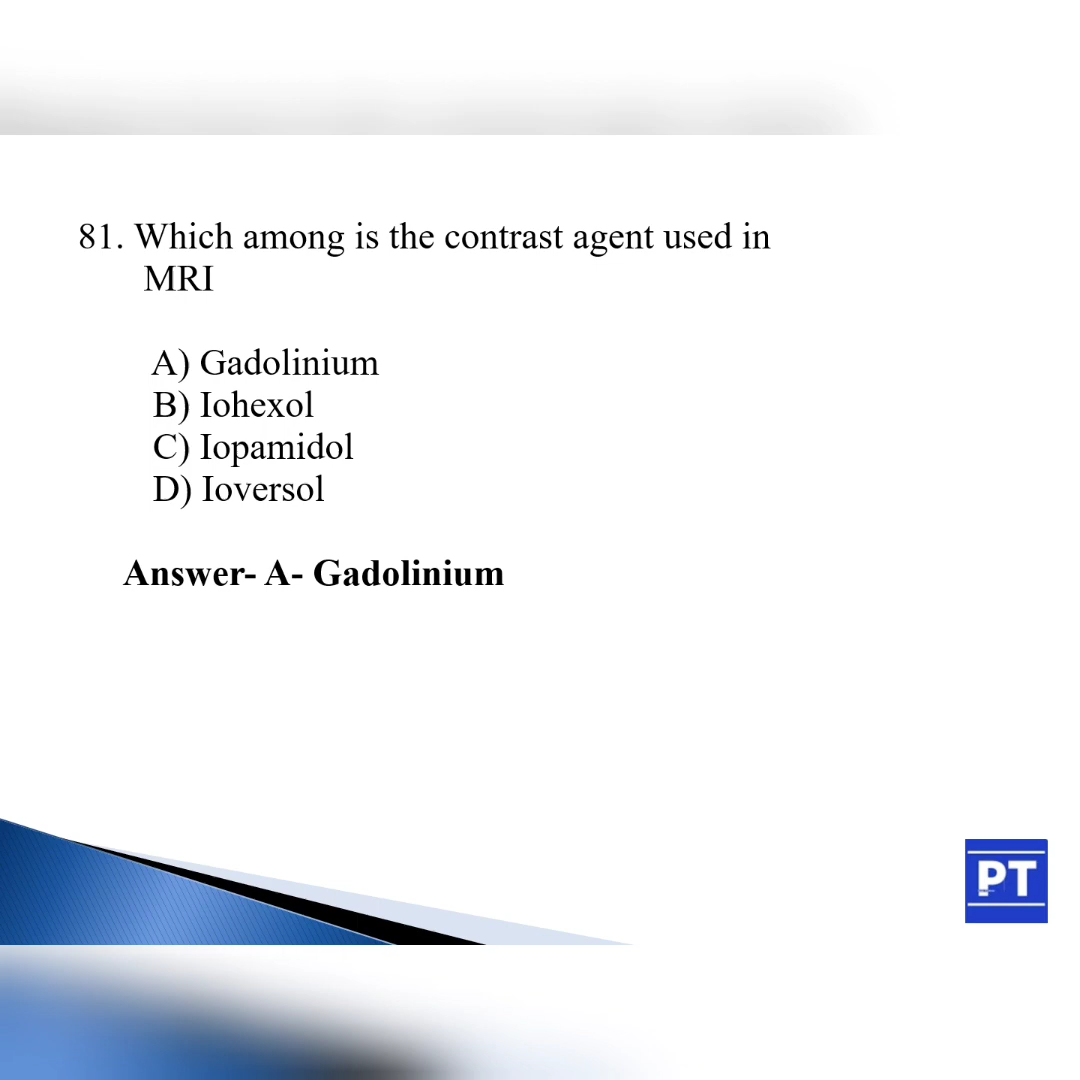 81. Which among is the contrast agent used in
MRI
A) Gadolinium
B) Iohexol
C) Iopamidol
D) Ioversol
Answer- A- Gadolinium
PT